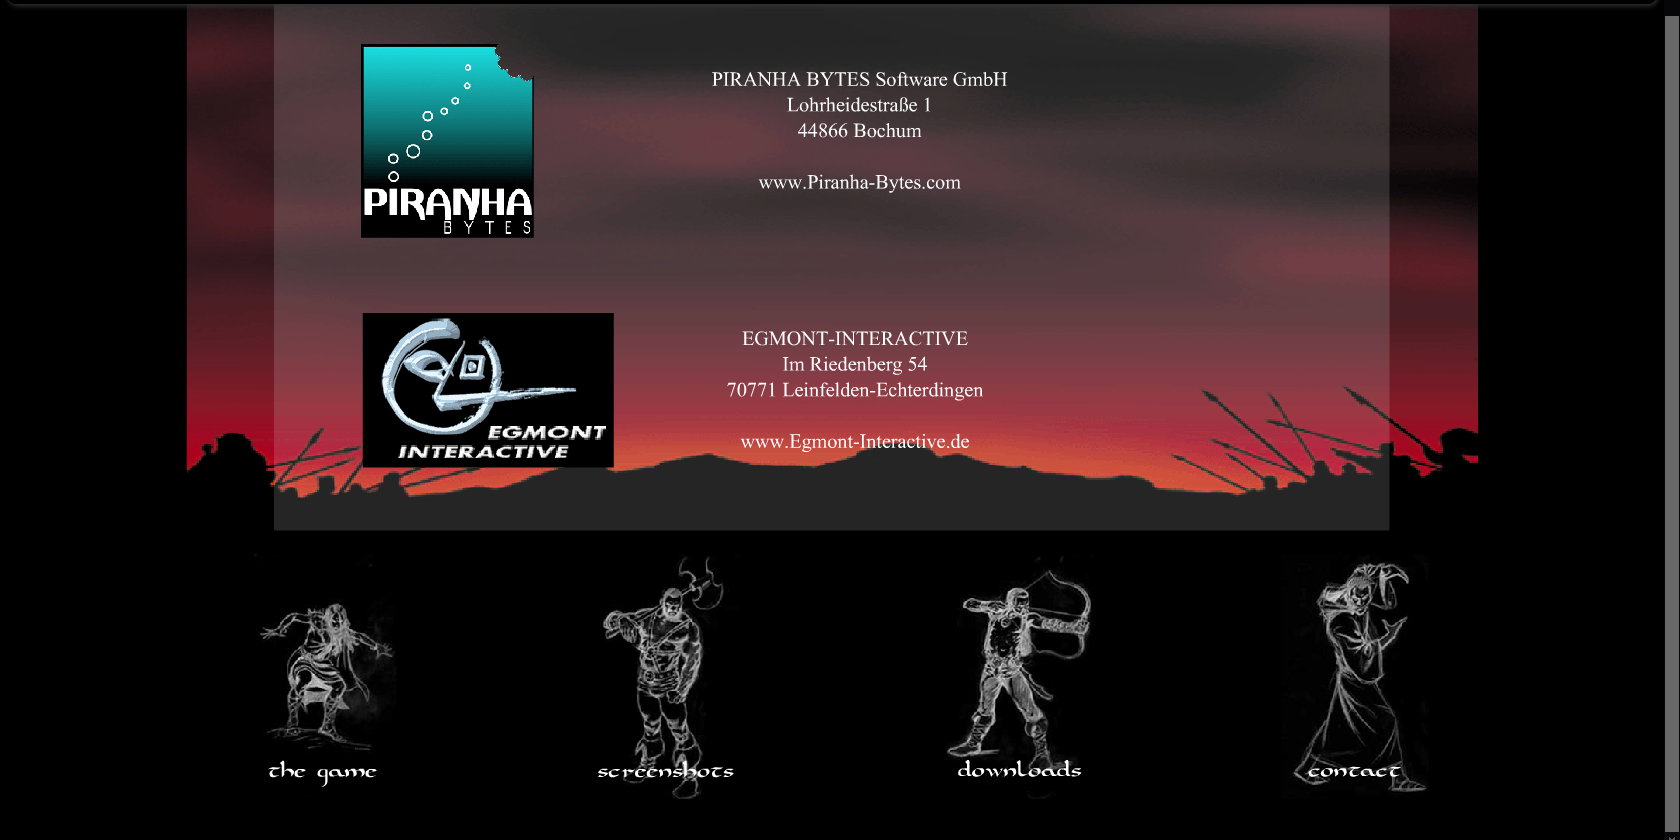 PIRANHA
BYTES
PIRANHA BYTES Software GmbH
Lohrheidestraße 1
44866 Bochum
www.Piranha-Bytes.com
EGMONT
INTERACTIVE
EGMONT-INTERACTIVE
Im Riedenberg 54
70771 Leinfelden-Echterdingen
www.Egmont-Interactive.de
the game
screenshots
downloads
contact